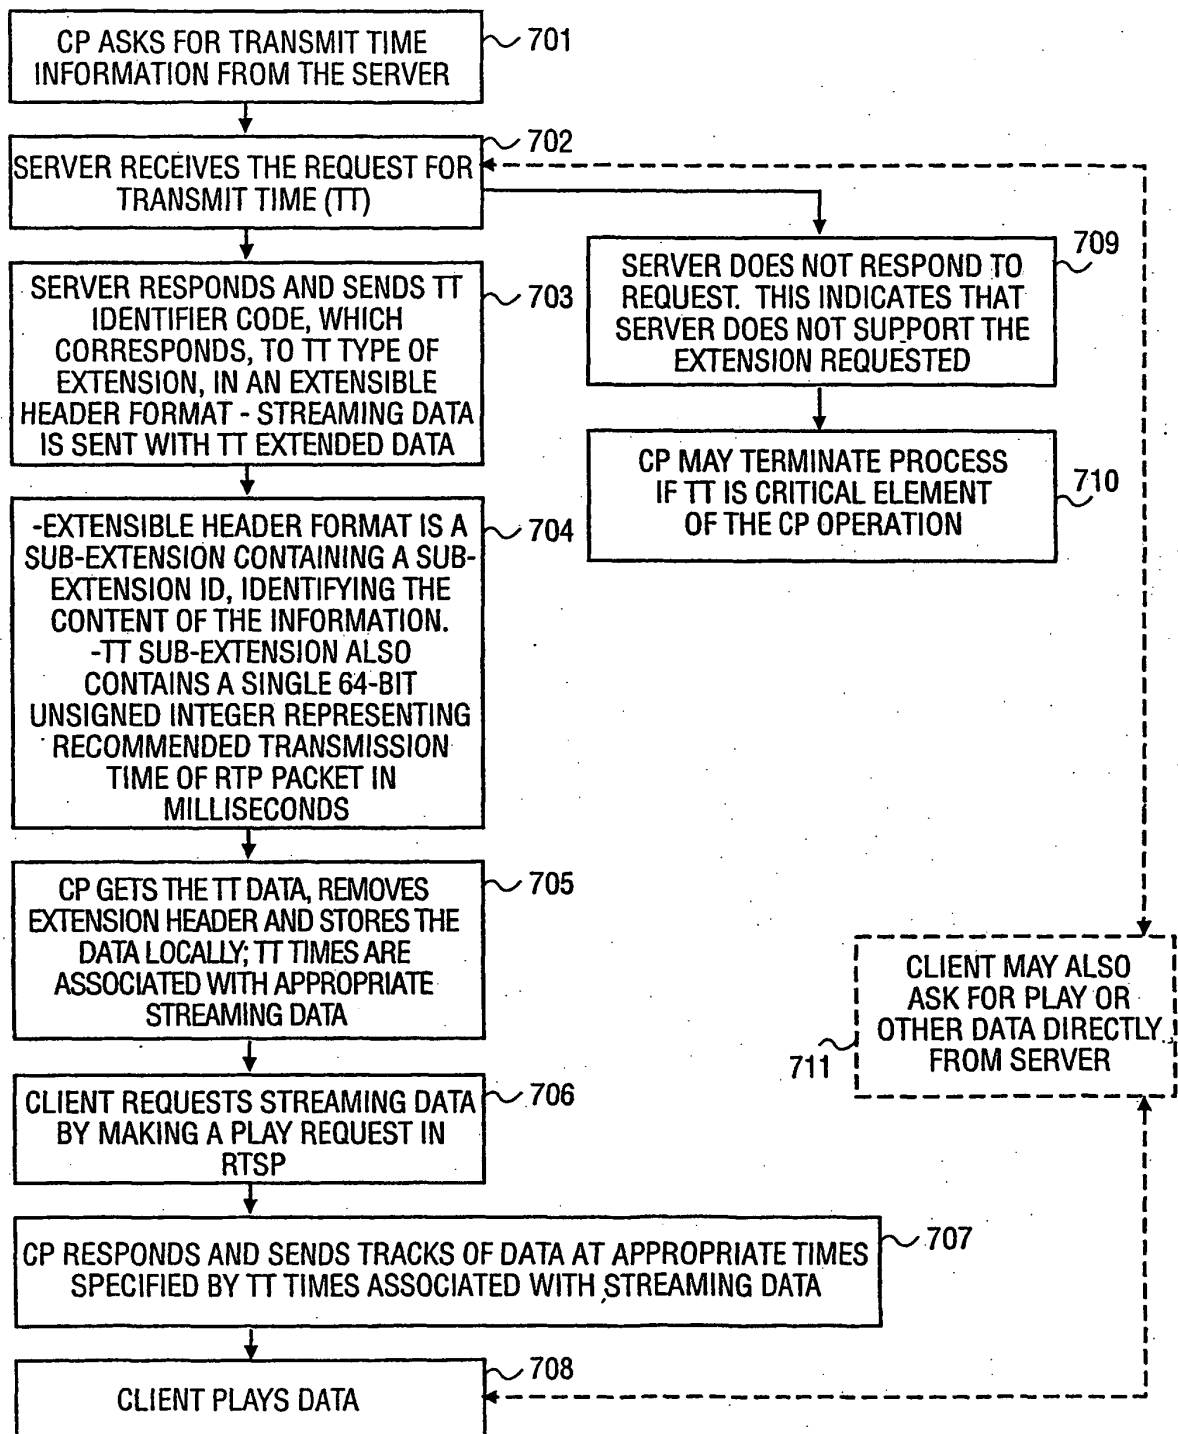 CP ASKS FOR TRANSMIT TIME
INFORMATION FROM THE SERVER
701
SERVER RECEIVES THE REQUEST FOR
TRANSMIT TIME (TT)
702
SERVER RESPONDS AND SENDS TT
IDENTIFIER CODE, WHICH
CORRESPONDS, TO TT TYPE OF
EXTENSION, IN AN EXTENSIBLE
HEADER FORMAT - STREAMING DATA
IS SENT WITH TT EXTENDED DATA
703
SERVER DOES NOT RESPOND TO
REQUEST. THIS INDICATES THAT
SERVER DOES NOT SUPPORT THE
EXTENSION REQUESTED
709
CP MAY TERMINATE PROCESS
IF TT IS CRITICAL ELEMENT
OF THE CP OPERATION
710
-EXTENSIBLE HEADER FORMAT IS A
SUB-EXTENSION CONTAINING A SUB-
EXTENSION ID, IDENTIFYING THE
CONTENT OF THE INFORMATION.
-TT SUB-EXTENSION ALSO
CONTAINS A SINGLE 64-BIT
UNSIGNED INTEGER REPRESENTING
RECOMMENDED TRANSMISSION
TIME OF RTP PACKET IN
MILLISECONDS
704
CP GETS THE TT DATA, REMOVES
EXTENSION HEADER AND STORES THE
DATA LOCALLY; TT TIMES ARE
ASSOCIATED WITH APPROPRIATE
STREAMING DATA
705
CLIENT MAY ALSO
ASK FOR PLAY OR
OTHER DATA DIRECTLY
FROM SERVER
711
CLIENT REQUESTS STREAMING DATA
BY MAKING A PLAY REQUEST IN
RTSP
706
CP RESPONDS AND SENDS TRACKS OF DATA AT APPROPRIATE TIMES
SPECIFIED BY TT TIMES ASSOCIATED WITH STREAMING DATA
707
CLIENT PLAYS DATA
708